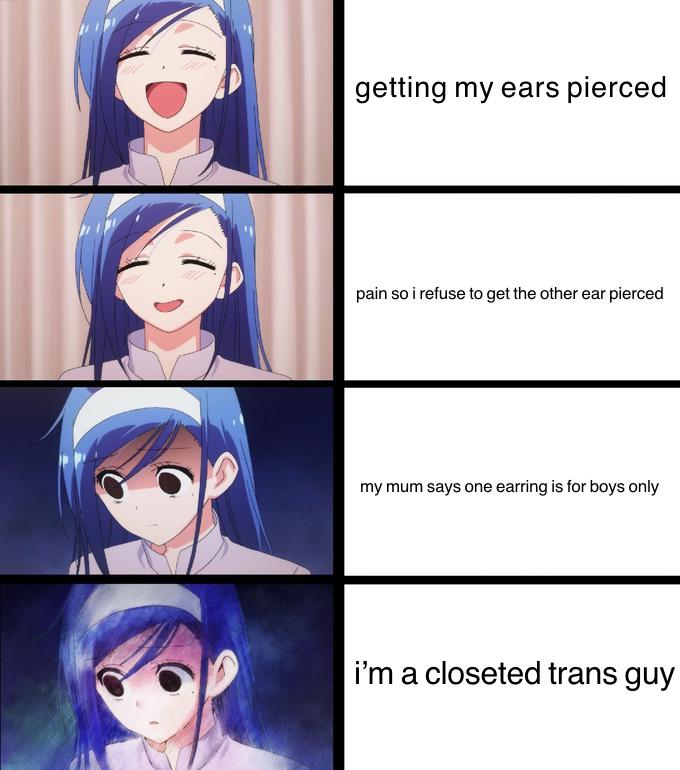 getting my ears pierced
pain so i refuse to get the other ear pierced
my mum says one earring is for boys only
i'm a closeted trans guy